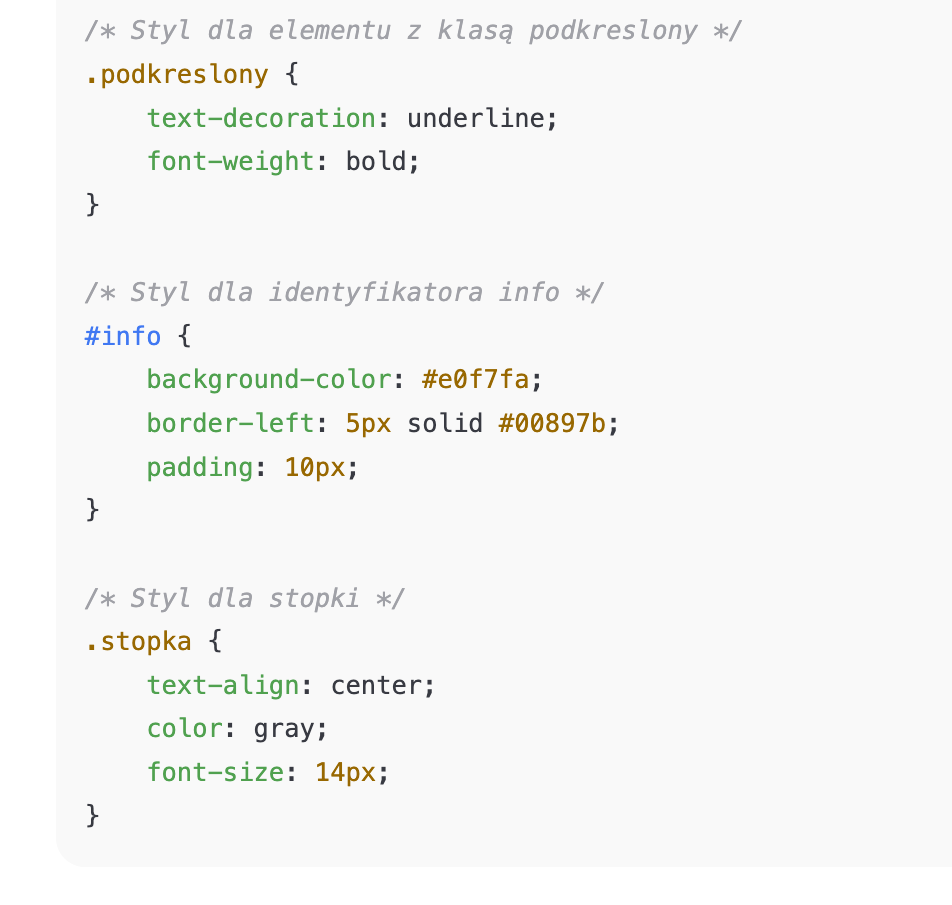 /* Styl dla elementu z klasą podkreslony */
.podkreslony {
    text-decoration: underline;
    font-weight: bold;
}

/* Styl dla identyfikatora info */
#info {
    background-color: #e0f7fa;
    border-left: 5px solid #00897b;
    padding: 10px;
}

/* Styl dla stopki */
.stopka {
    text-align: center;
    color: gray;
    font-size: 14px;
}